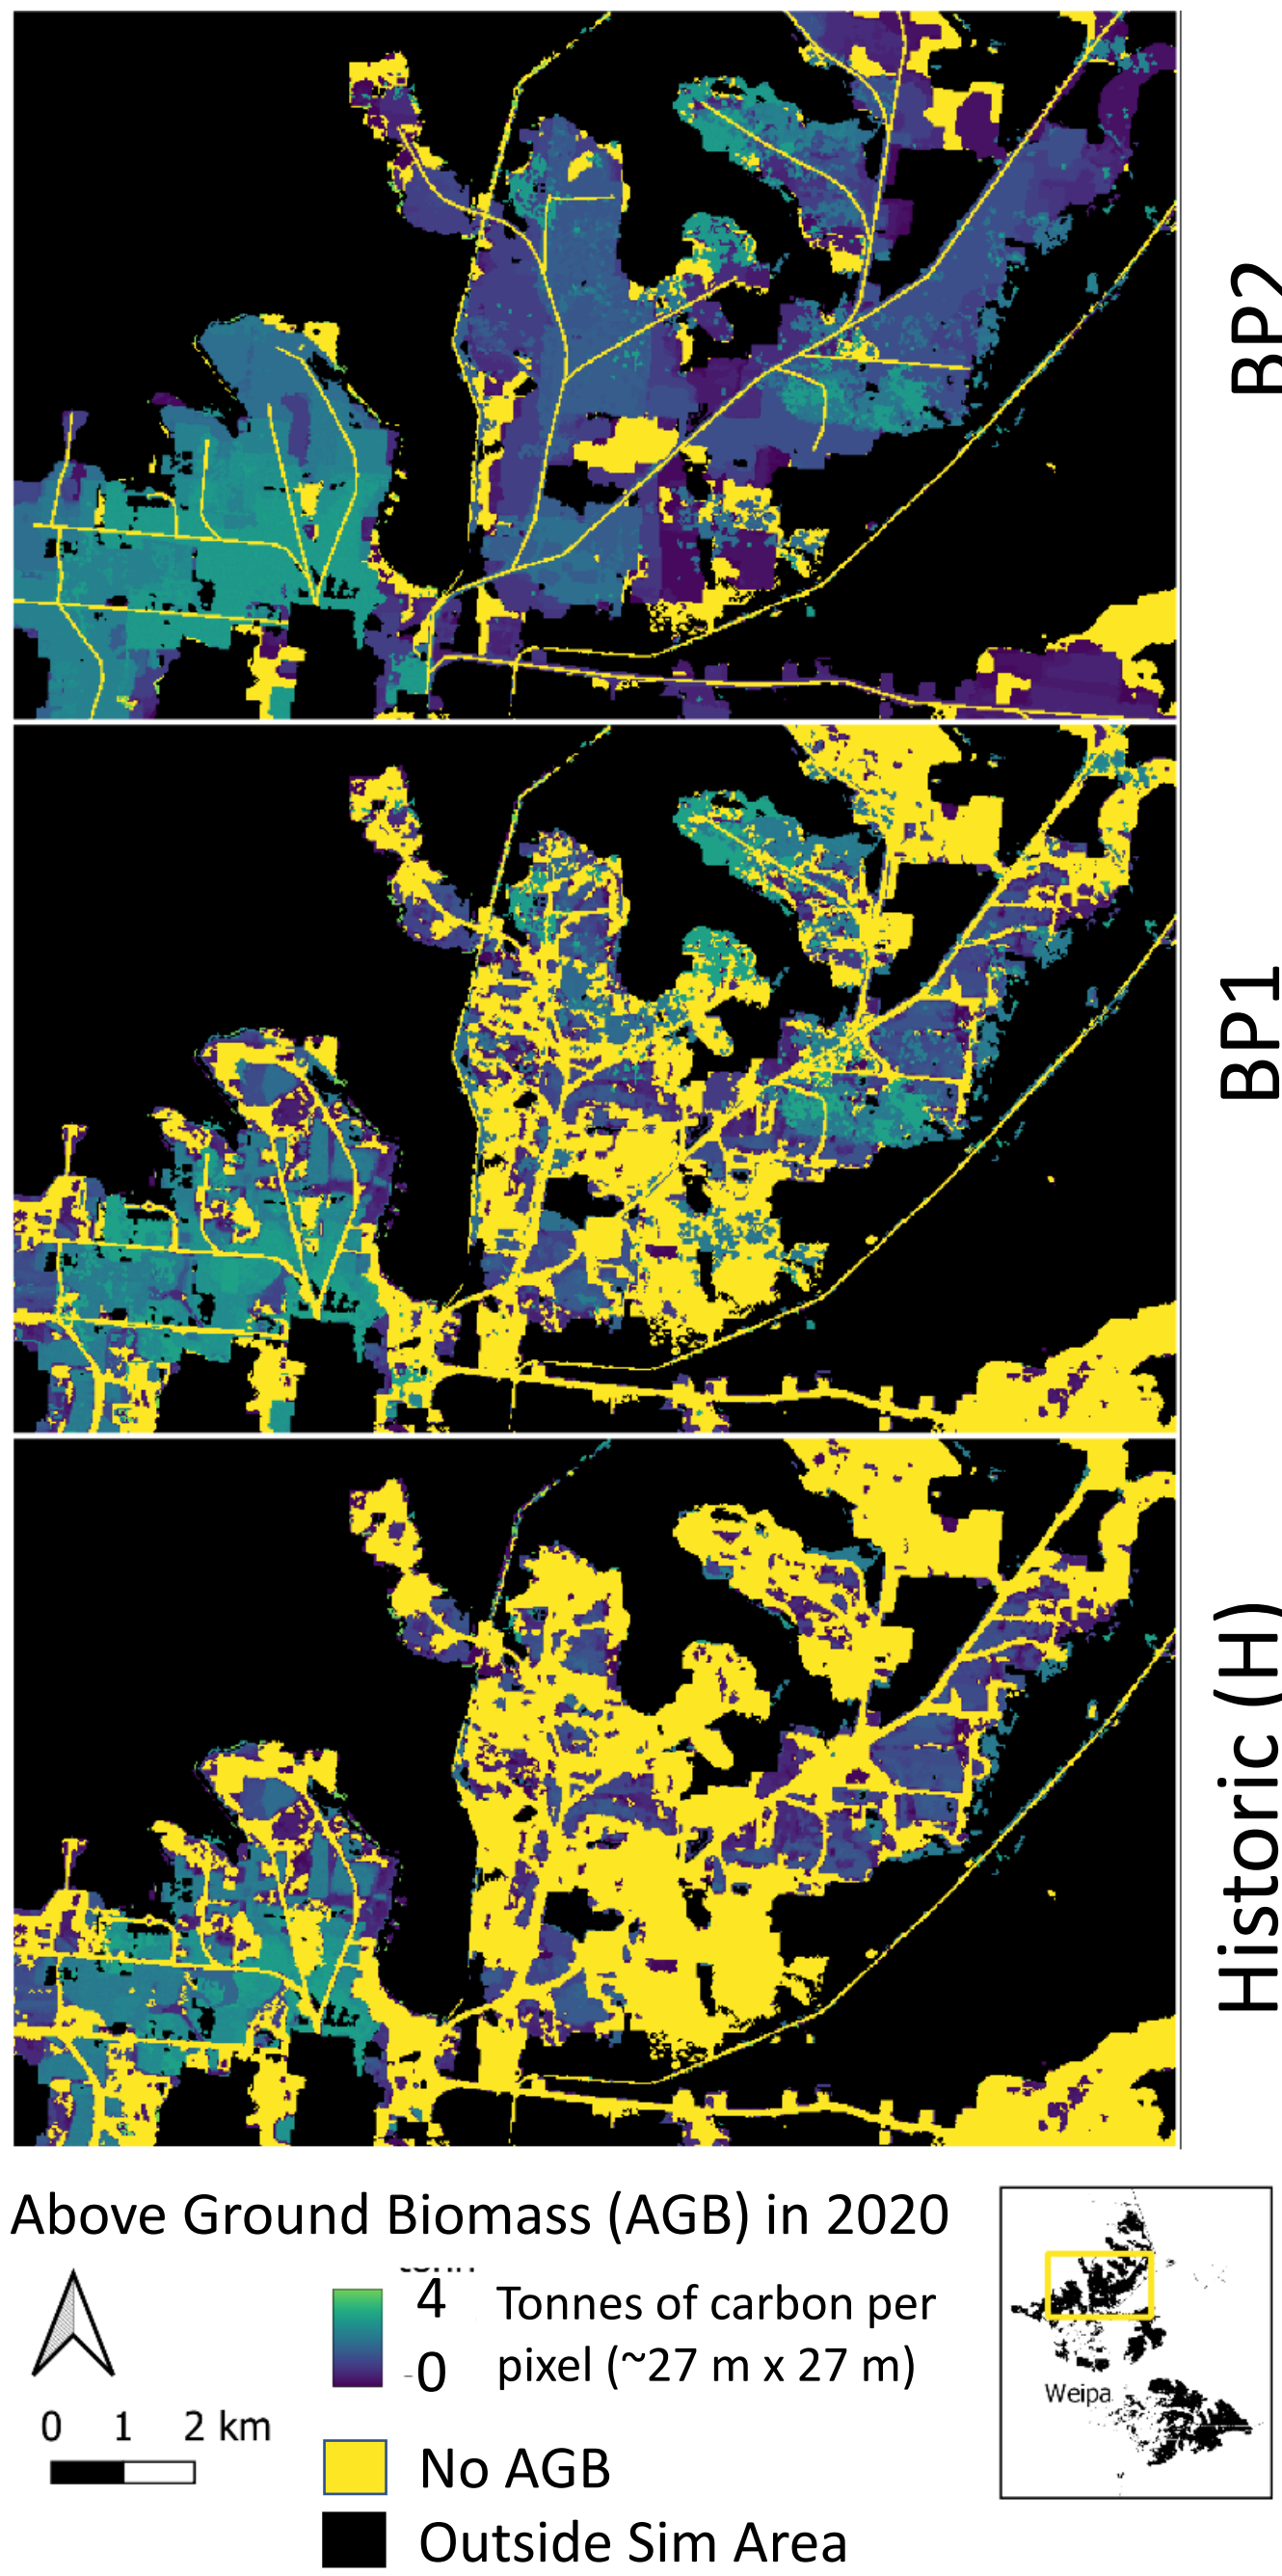 BP2
BP1
Historic (H)
Above Ground Biomass (AGB) in 2020
4
Tonnes of carbon per
-0
pixel (~27 m x 27 m)
0 1 2 km
No AGB
Outside Sim Area
Weipa